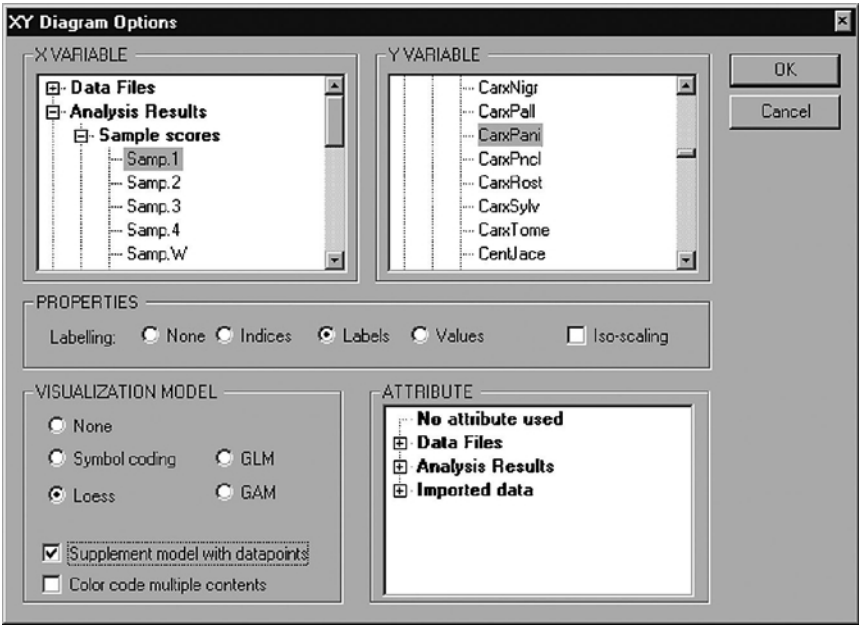 XY Diagram Options
X VARIABLE
Data Files
Analysis Results
Sample scores
Samp.1
Samp.2
Samp.3
Samp.4
Samp.W
Y VARIABLE
CarxNigr
CarxPall
CarxPani
CarxPncl
CarxRost
CarxSylv
CarxTome
CentJace
OK
Cancel
PROPERTIES
Labelling: None Indices Labels Values Iso-scaling
VISUALIZATION MODEL
None
Symbol coding GLM
Loess GAM
Supplement model with datapoints
Color code multiple contents
ATTRIBUTE
No attribute used
Data Files
Analysis Results
Imported data